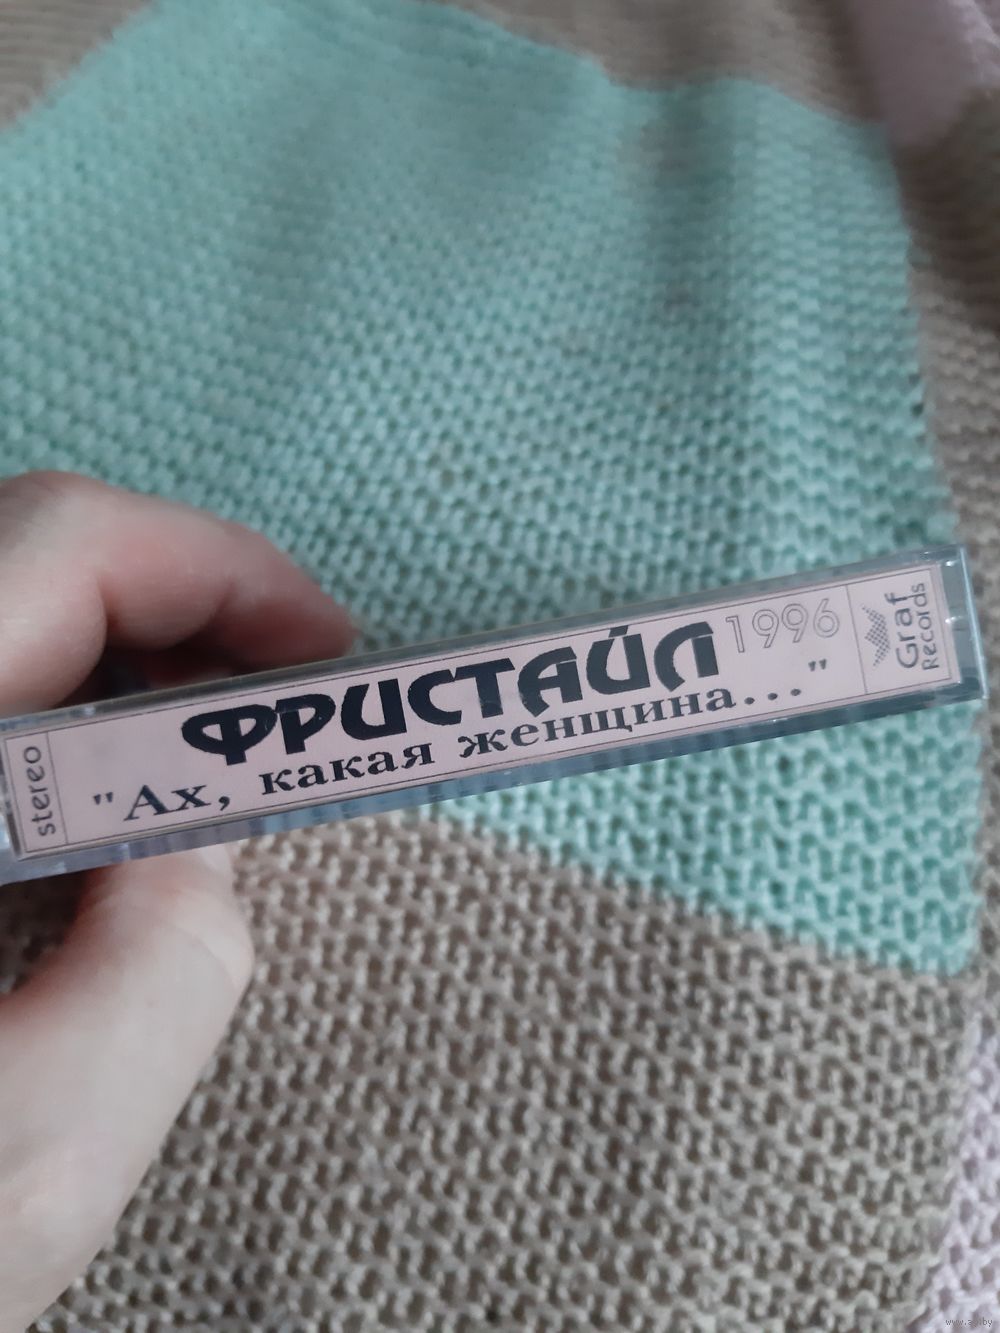 stereo
ФРИСТАЙЛ 1996
"Ах, какая женщина..."
Graf
Records